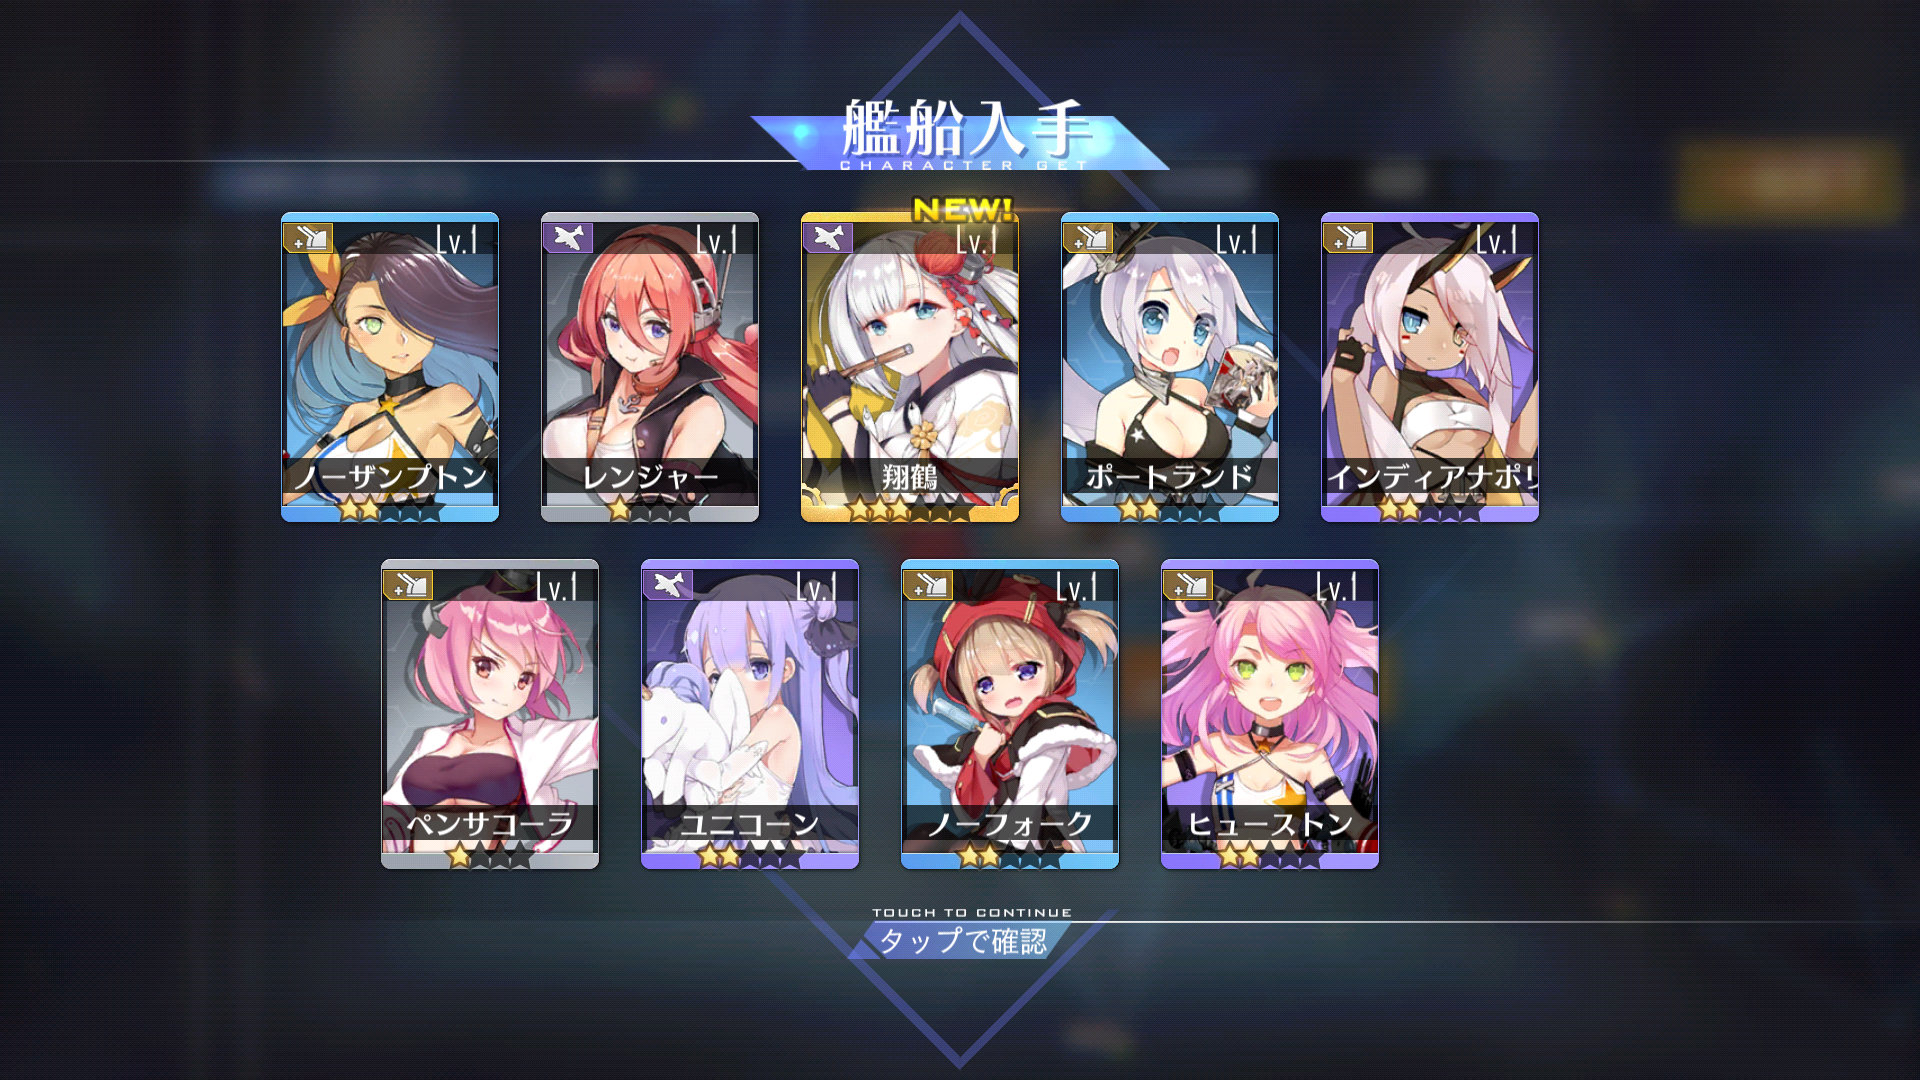 艦船入手
CHARACTER GET
NEW!
Lv.1
Lv.1
Lv.1
Lv.1
Lv.1
ノーザンプトン
レンジャー
翔鶴
ポートランド
インディアナポリ
Lv.1
Lv.1
Lv.1
Lv.1
ペンサコーラ
ユニコーン
ノーフォーク
ヒューストン
TOUCH TO CONTINUE
タップで確認